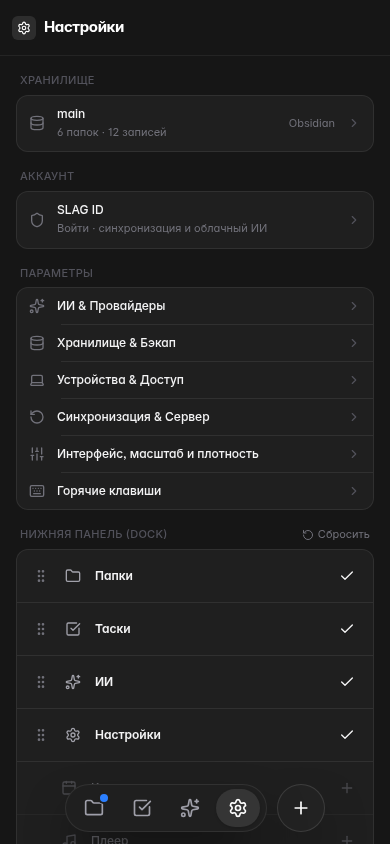 Настройки
ХРАНИЛИЩЕ
main
6 папок · 12 записей
Obsidian
АККАУНТ
SLAG ID
Войти · синхронизация и облачный ИИ
ПАРАМЕТРЫ
ИИ & Провайдеры
Хранилище & Бэкап
Устройства & Доступ
Синхронизация & Сервер
Интерфейс, масштаб и плотность
Горячие клавиши
НИЖНЯЯ ПАНЕЛЬ (DOCK)
Сбросить
Папки
Таски
ИИ
Настройки
Плеер